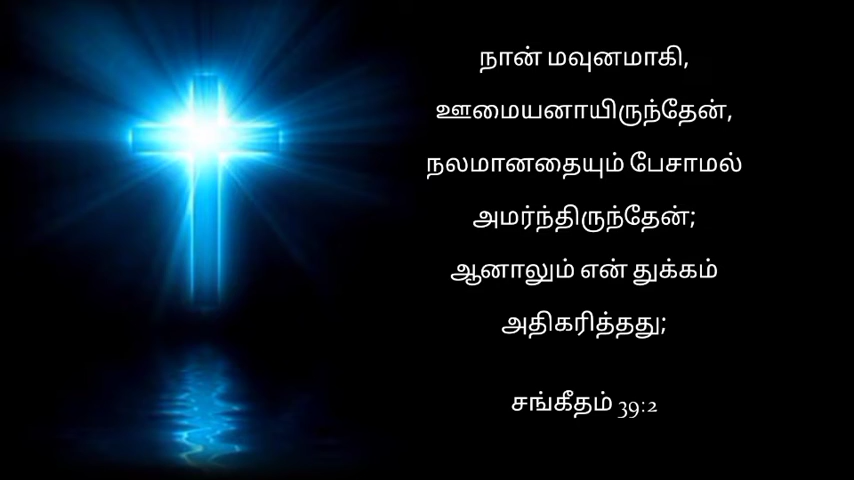 நான் மவுனமாகி,
ஊமையனாயிருந்தேன்,
நலமானதையும் பேசாமல்
அமர்ந்திருந்தேன்;
ஆனாலும் என் துக்கம்
அதிகரித்தது;
சங்கீதம் 39:2